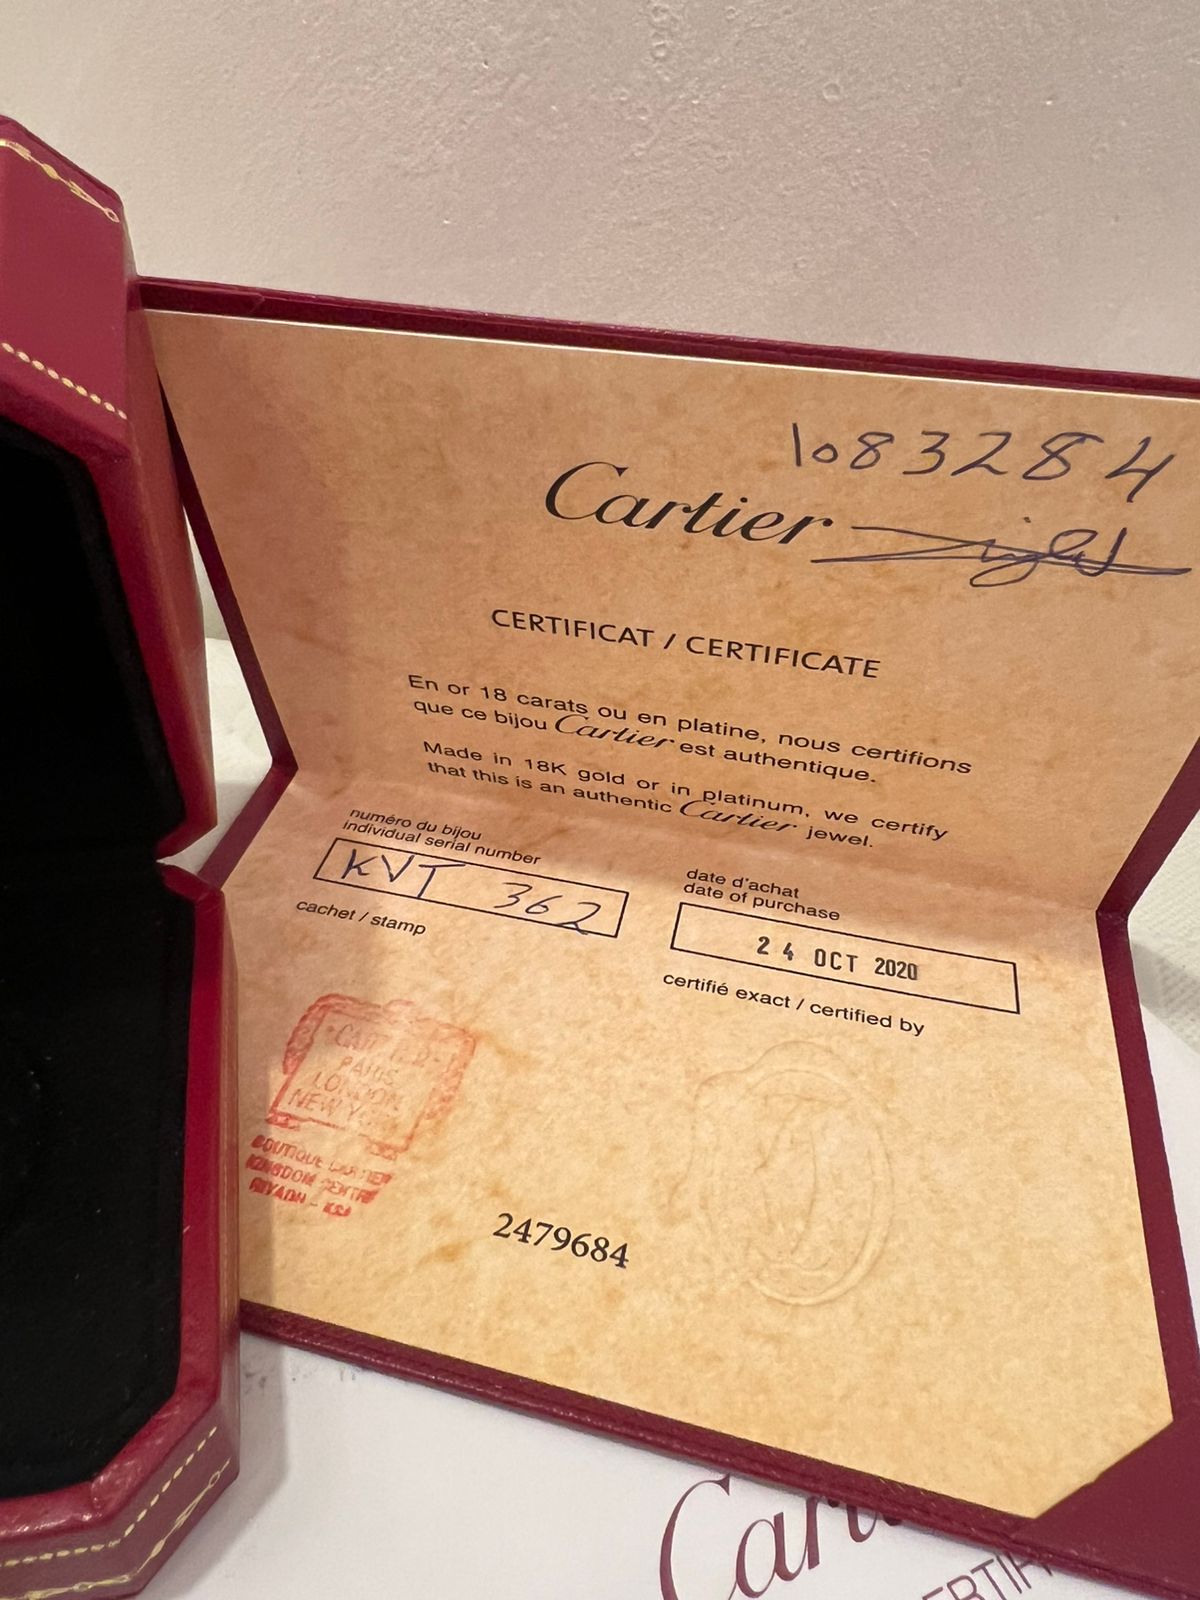 1083284
Cartier
CERTIFICAT / CERTIFICATE
En or 18 carats ou en platine, nous certifions
que ce bijou Cartier est authentique.
Made in 18K gold or in platinum, we certify
that this is an authentic Cartier jewel.
numéro du bijou
individual serial number
KVT 362
date d'achat
date of purchase
24 OCT 2020
cachet / stamp
certifié exact / certified by
CARTIER
PARIS
LONDON
NEW YORK
BOUTIQUE CARTIER
KINGDOM CENTRE
RIYADH - KSA
2479684